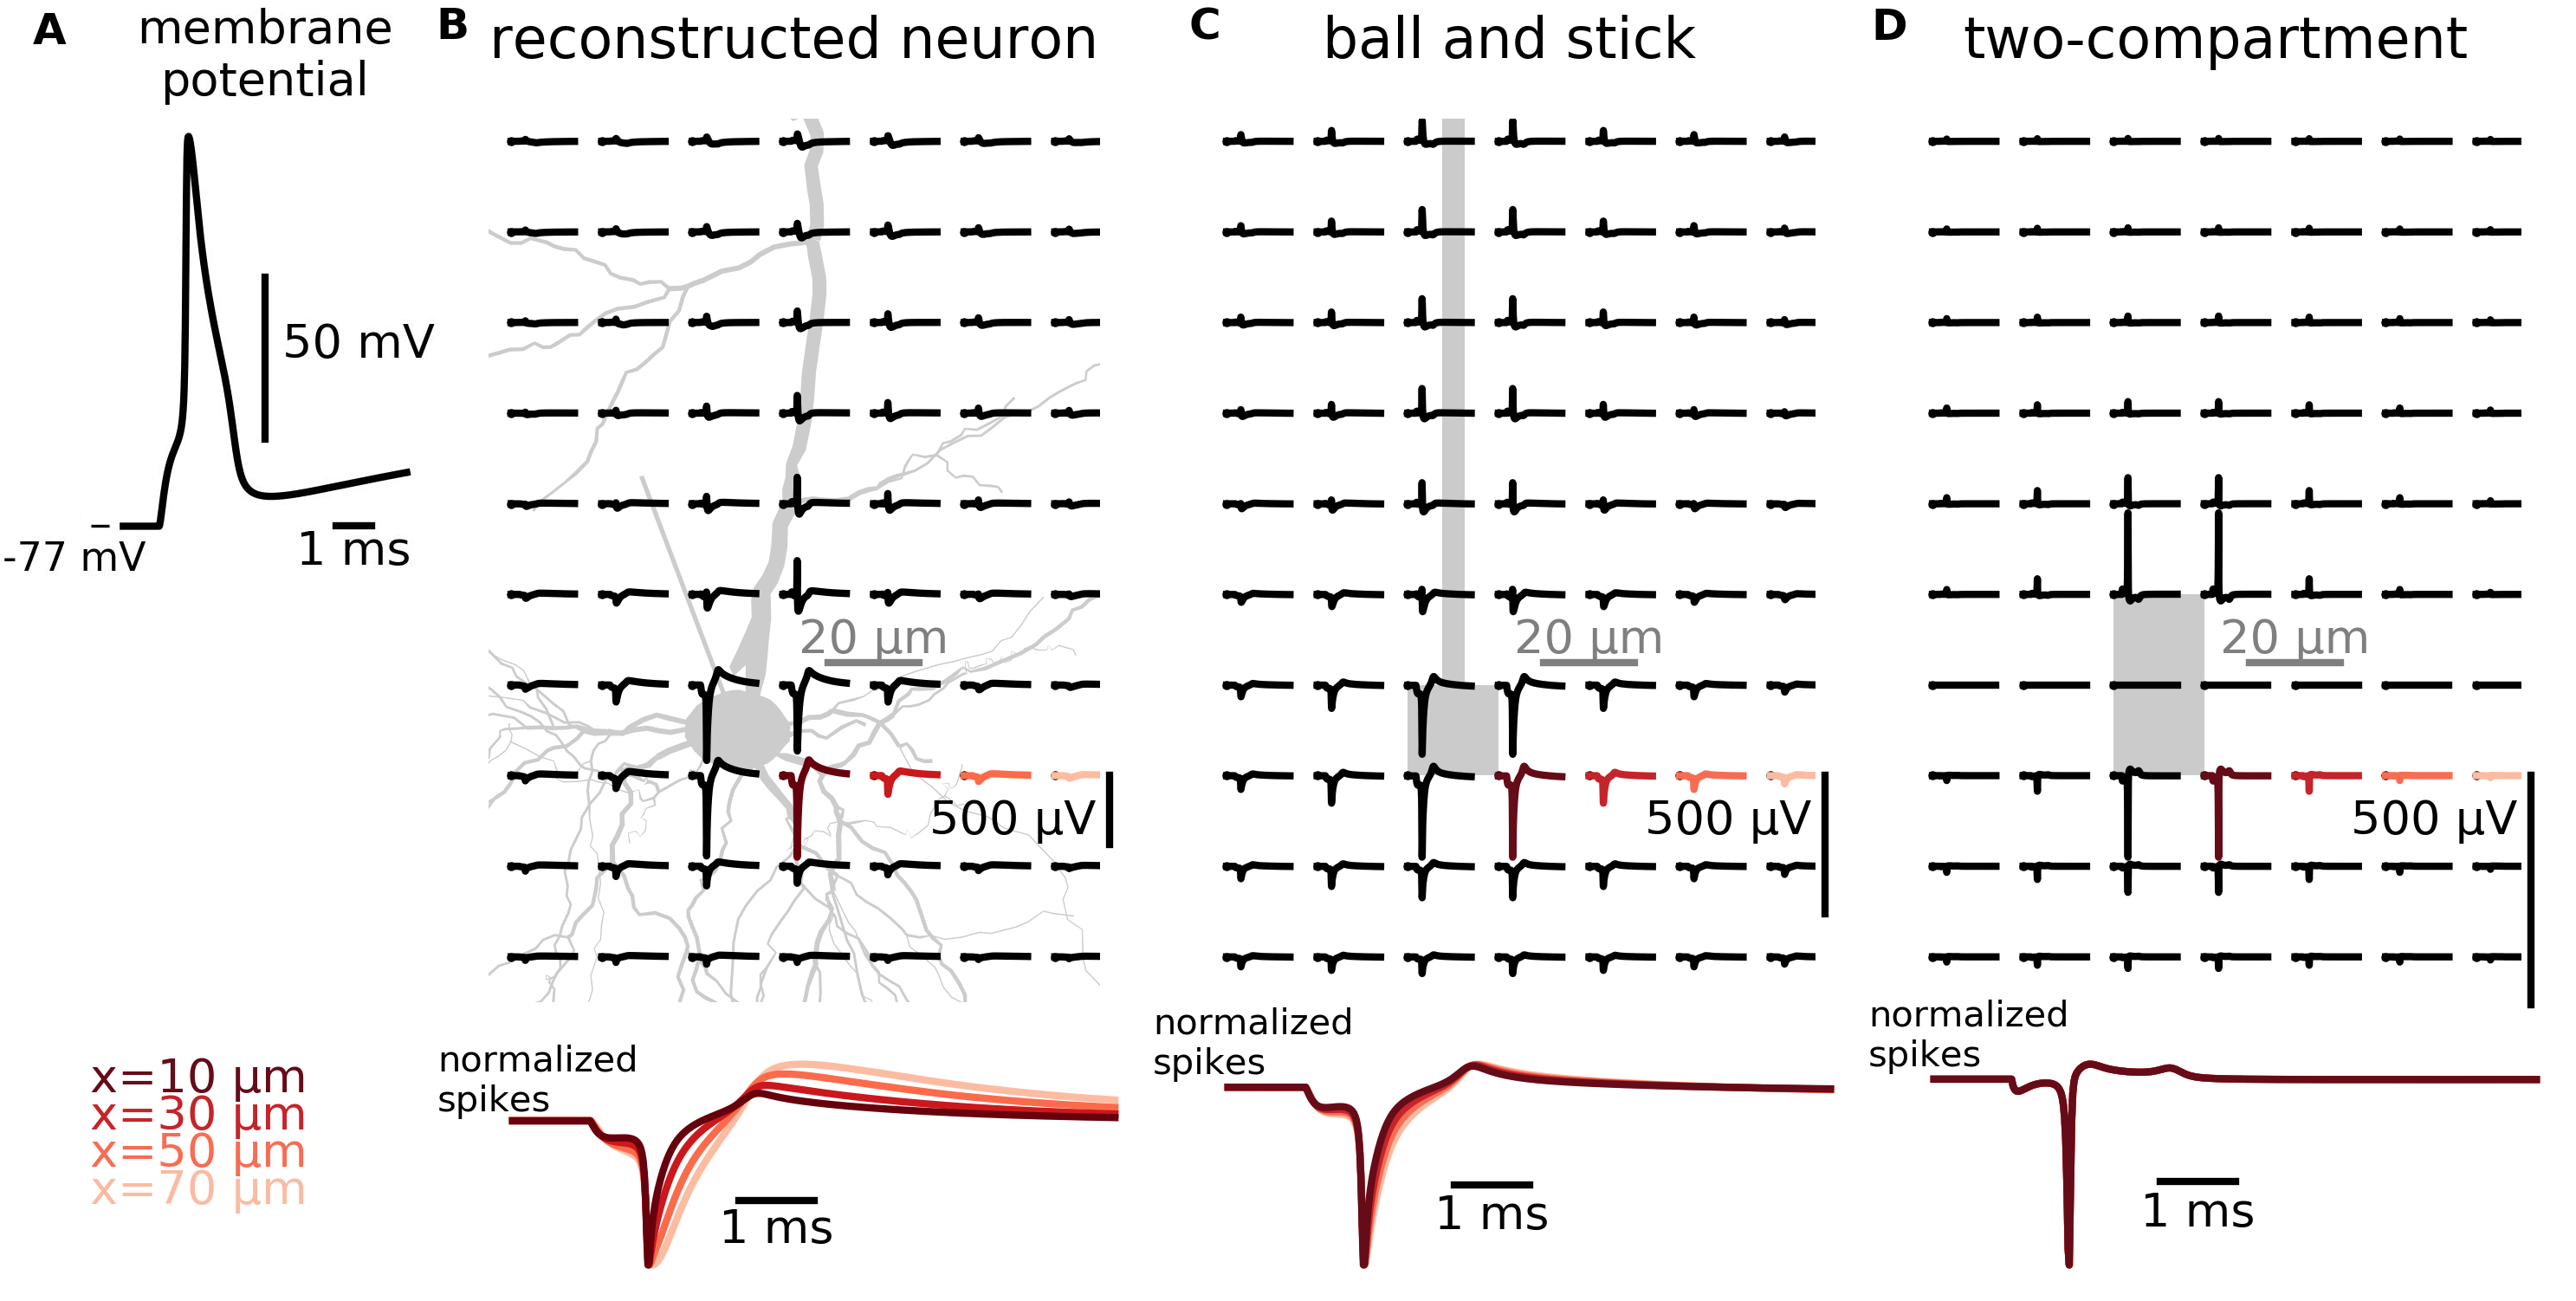 A
membrane
potential
50 mV
-77 mV
1 ms
x=10 µm
x=30 µm
x=50 µm
x=70 µm
B
reconstructed neuron
20 µm
500 µV
normalized
spikes
1 ms
C
ball and stick
20 µm
500 µV
normalized
spikes
1 ms
D
two-compartment
20 µm
500 µV
normalized
spikes
1 ms